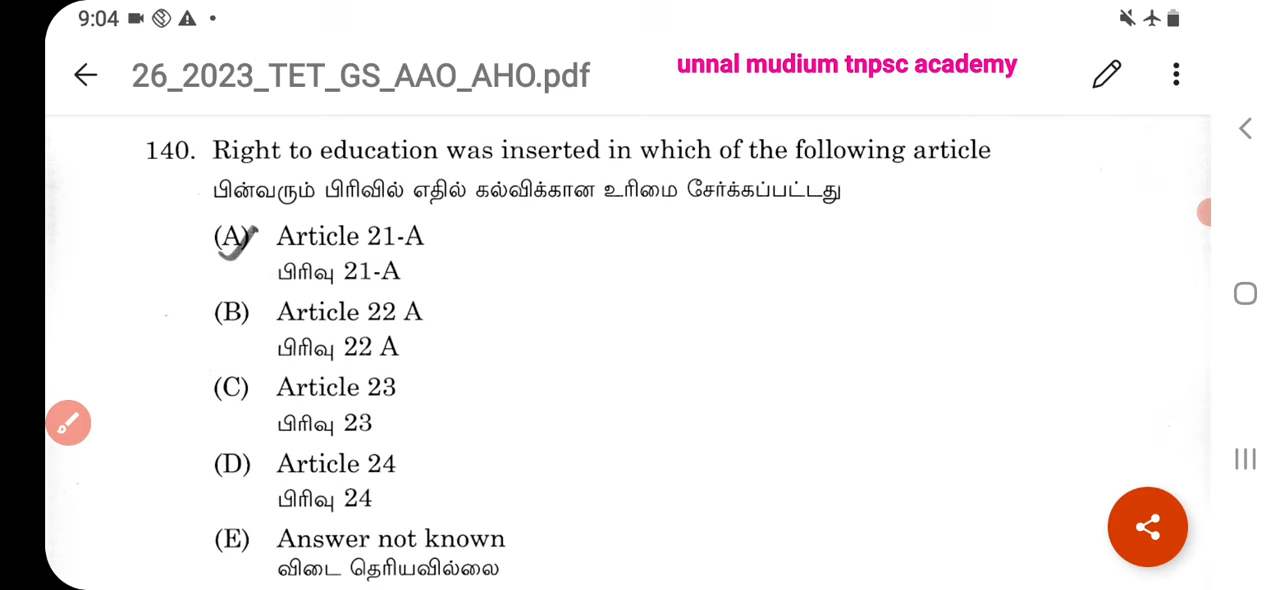 9:04
26_2023_TET_GS_AAO_AHO.pdf
unnal mudium tnpsc academy
140. Right to education was inserted in which of the following article
பின்வரும் பிரிவில் எதில் கல்விக்கான உரிமை சேர்க்கப்பட்டது
(A) Article 21-A
பிரிவு 21-A
(B) Article 22 A
பிரிவு 22 A
(C) Article 23
பிரிவு 23
(D) Article 24
பிரிவு 24
(E) Answer not known
விடை தெரியவில்லை